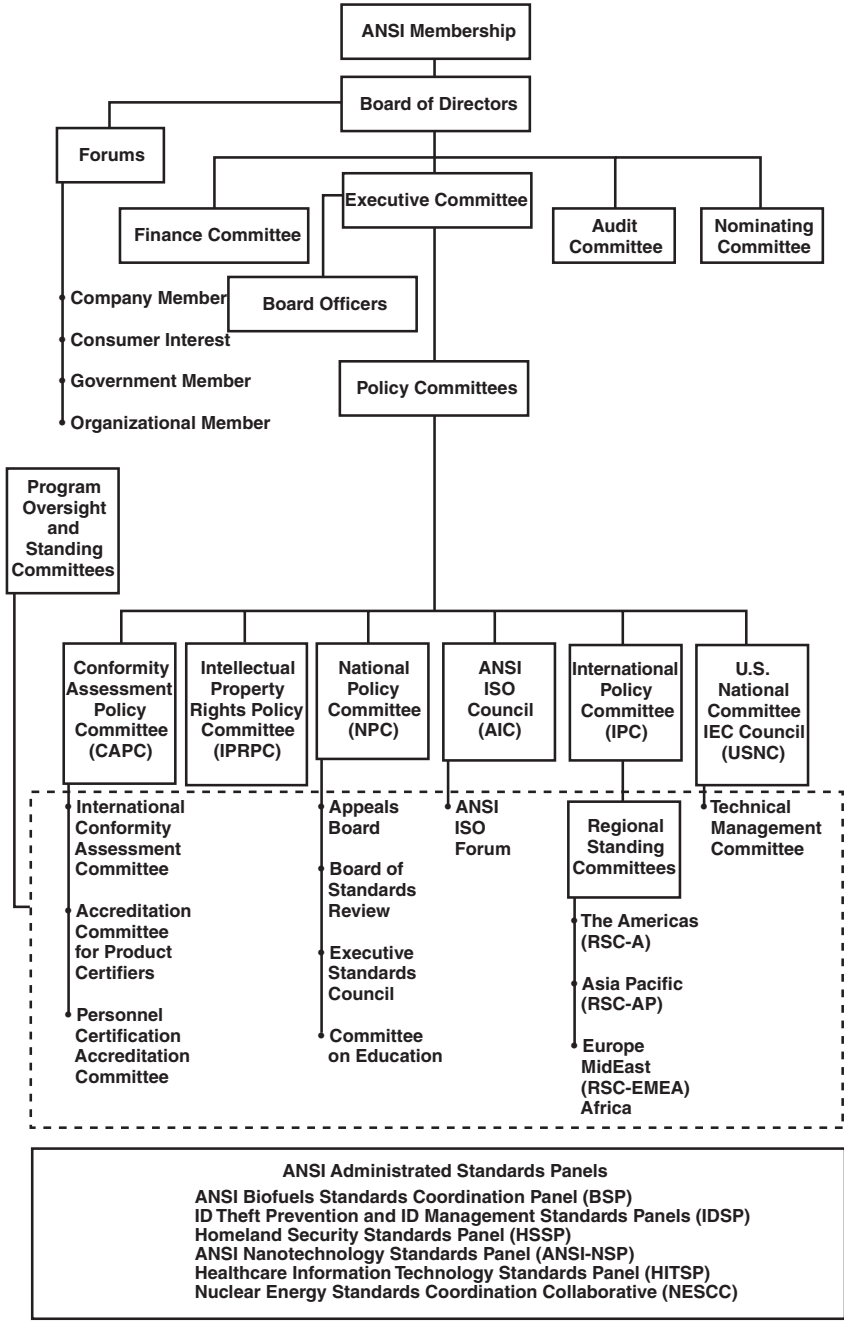 ANSI Membership
Board of Directors
Forums
Executive Committee
Finance Committee
Audit
Committee
Nominating
Committee
Board Officers
Company Member
Consumer Interest
Government Member
Organizational Member
Policy Committees
Program
Oversight
and
Standing
Committees
Conformity
Assessment
Policy
Committee
(CAPC)
Intellectual
Property
Rights Policy
Committee
(IPRPC)
National
Policy
Committee
(NPC)
ANSI
ISO
Council
(AIC)
International
Policy
Committee
(IPC)
U.S.
National
Committee
IEC Council
(USNC)
International
Conformity
Assessment
Committee
Accreditation
Committee
for Product
Certifiers
Personnel
Certification
Accreditation
Committee
Appeals
Board
Board of
Standards
Review
Executive
Standards
Council
Committee
on Education
ANSI
ISO
Forum
Regional
Standing
Committees
The Americas
(RSC-A)
Asia Pacific
(RSC-AP)
Europe
MidEast
(RSC-EMEA)
Africa
Technical
Management
Committee
ANSI Administrated Standards Panels
ANSI Biofuels Standards Coordination Panel (BSP)
ID Theft Prevention and ID Management Standards Panels (IDSP)
Homeland Security Standards Panel (HSSP)
ANSI Nanotechnology Standards Panel (ANSI-NSP)
Healthcare Information Technology Standards Panel (HITSP)
Nuclear Energy Standards Coordination Collaborative (NESCC)